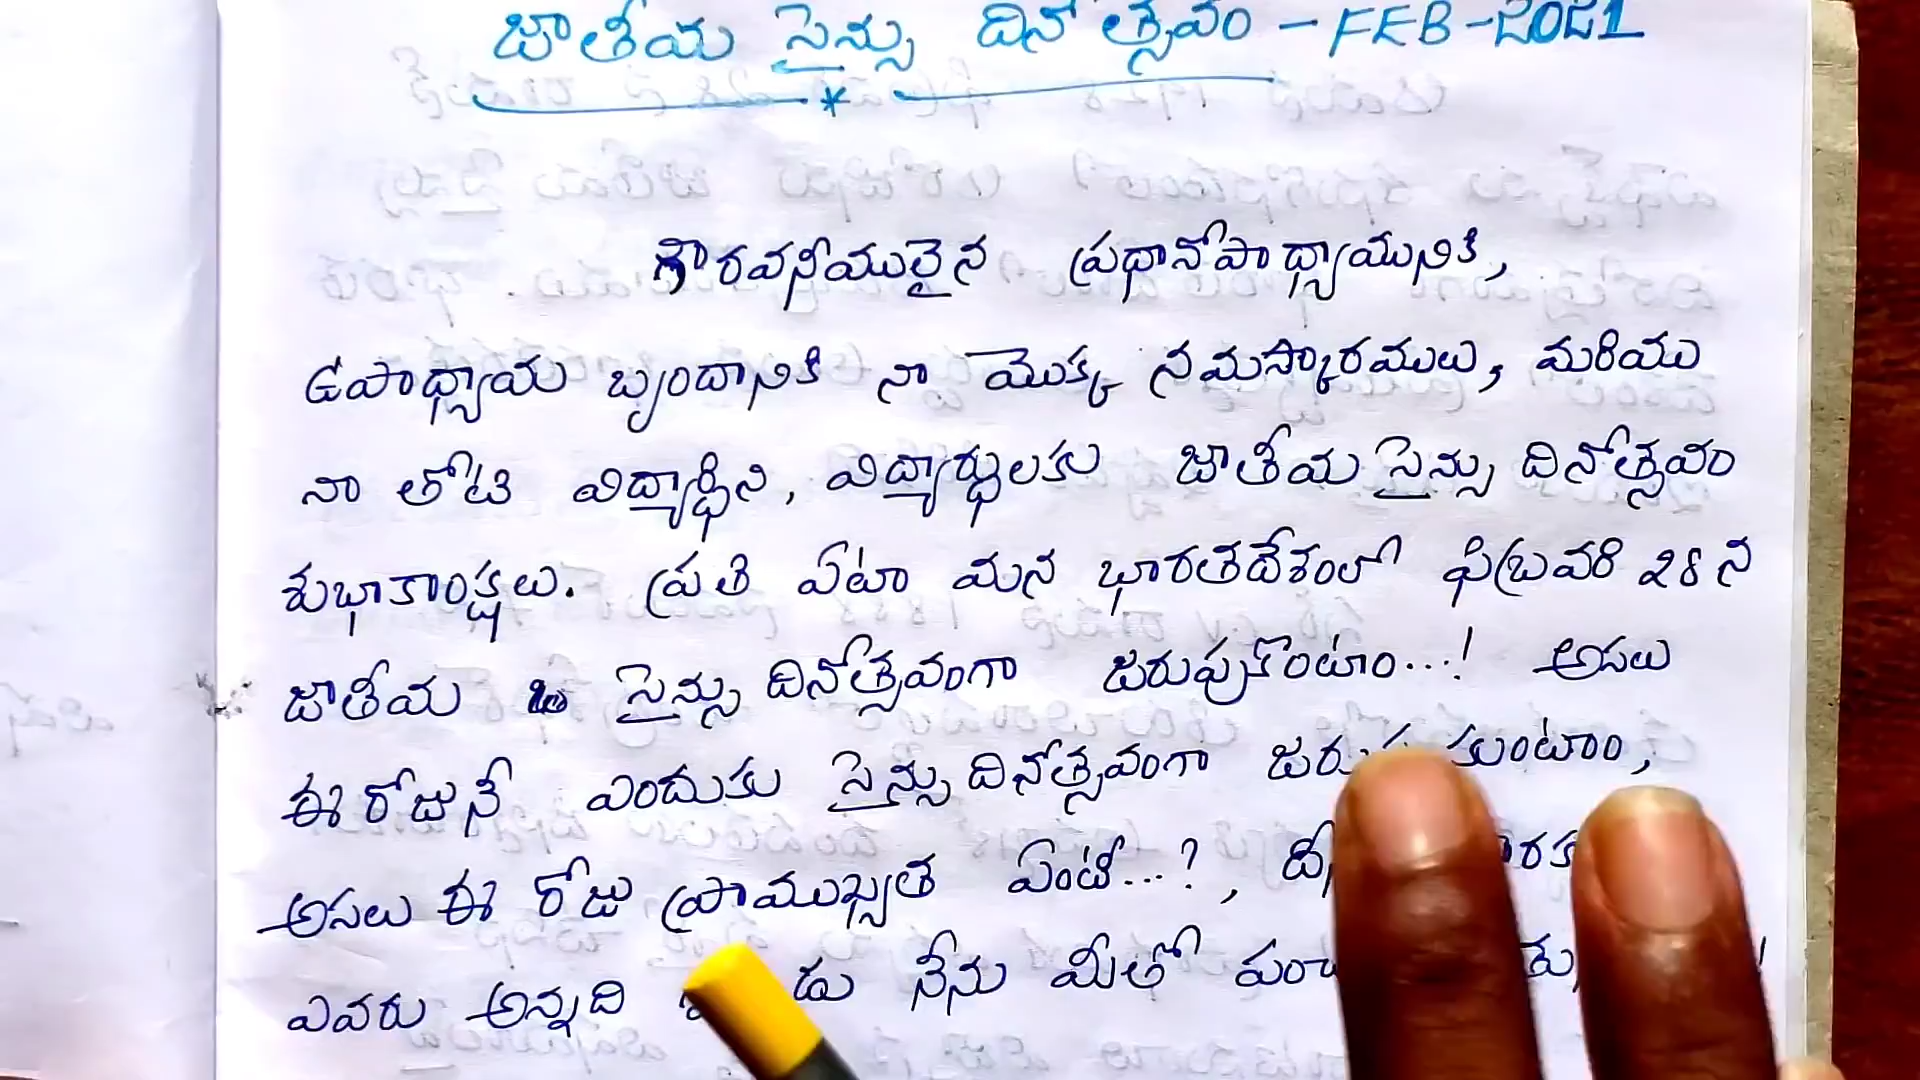 జాతీయ సైన్సు దినోత్సవం - FEB - 2021
గౌరవనీయులైన ప్రధానోపాధ్యాయునికి,
ఉపాధ్యాయ బృందానికి నా యొక్క నమస్కారములు, మరియు
నా తోటి విద్యార్థిని, విద్యార్థులకు జాతీయ సైన్సు దినోత్సవం
శుభాకాంక్షలు. ప్రతి ఏటా మన భారతదేశంలో ఫిబ్రవరి 28 న
జాతీయ సైన్సు దినోత్సవంగా జరుపుకొంటాం...! అసలు
ఈ రోజునే ఎందుకు సైన్సు దినోత్సవంగా కుంటాం,
అసలు ఈ రోజు ప్రాముఖ్యత ఏంటి...?,
ఎవరు అన్నది నేను మీతో